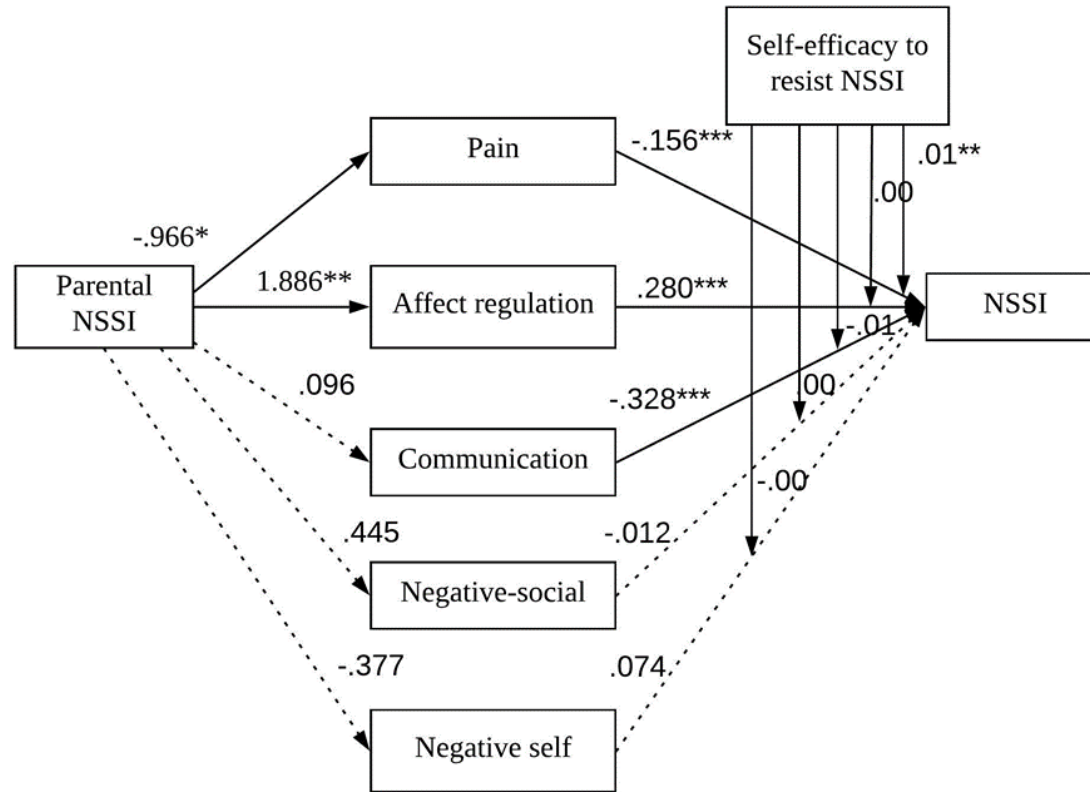 Self-efficacy to
resist NSSI
Pain
-.156***
.01**
.00
-.966*
Parental
NSSI
1.886**
Affect regulation
.280***
NSSI
-.01
.096
-.328***
.00
Communication
-.00
.445
-.012
Negative-social
-.377
.074
Negative self